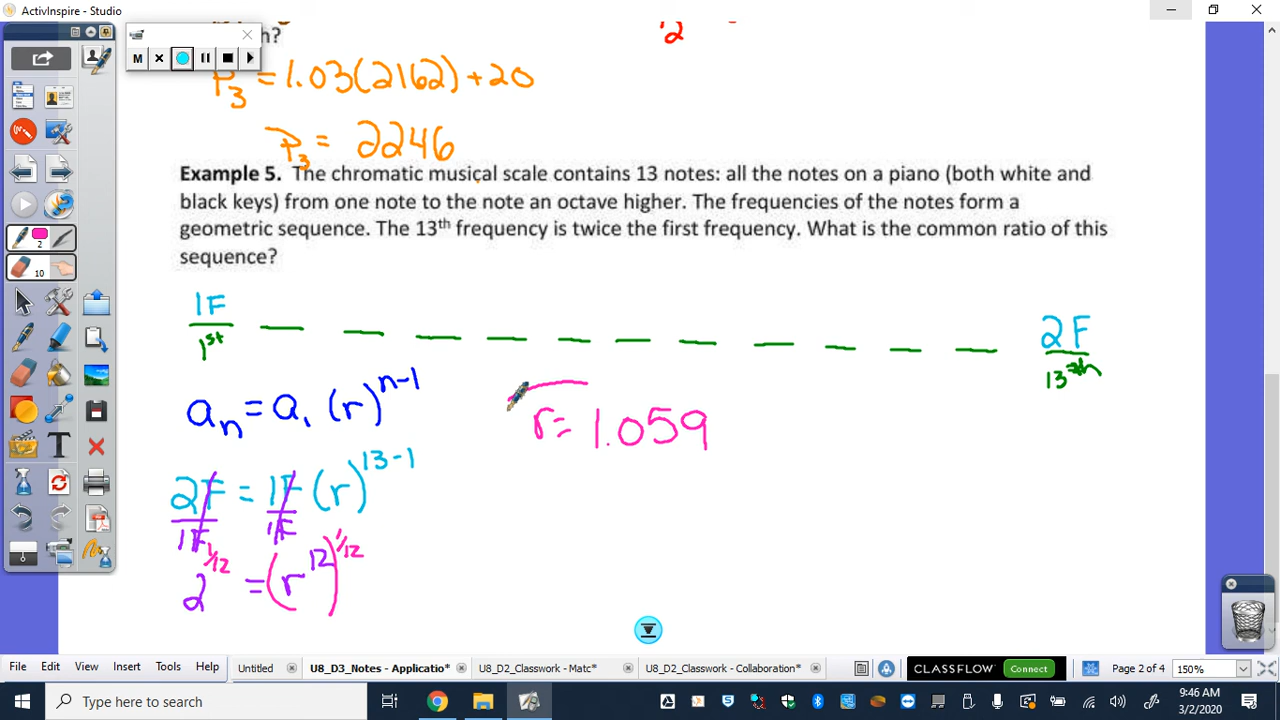 ActivInspire - Studio
M
h?
2
P3 = 1.03(2162) + 20
P3 = 2246
Example 5. The chromatic musical scale contains 13 notes: all the notes on a piano (both white and
black keys) from one note to the note an octave higher. The frequencies of the notes form a
geometric sequence. The 13th frequency is twice the first frequency. What is the common ratio of this
sequence?
1F 2F
1st 13th
an = a1 (r)^n-1
r = 1.059
2F = 1F (r)^13-1
1F 1F
2^1/12 = (r^12)^1/12
2
10
Untitled U8_D3_Notes - Applicatio* U8_D2_Classwork - Matc* U8_D2_Classwork - Collaboration*
File Edit View Insert Tools Help
CLASSFLOW Connect Page 2 of 4 150%
Type here to search
9:46 AM
3/2/2020